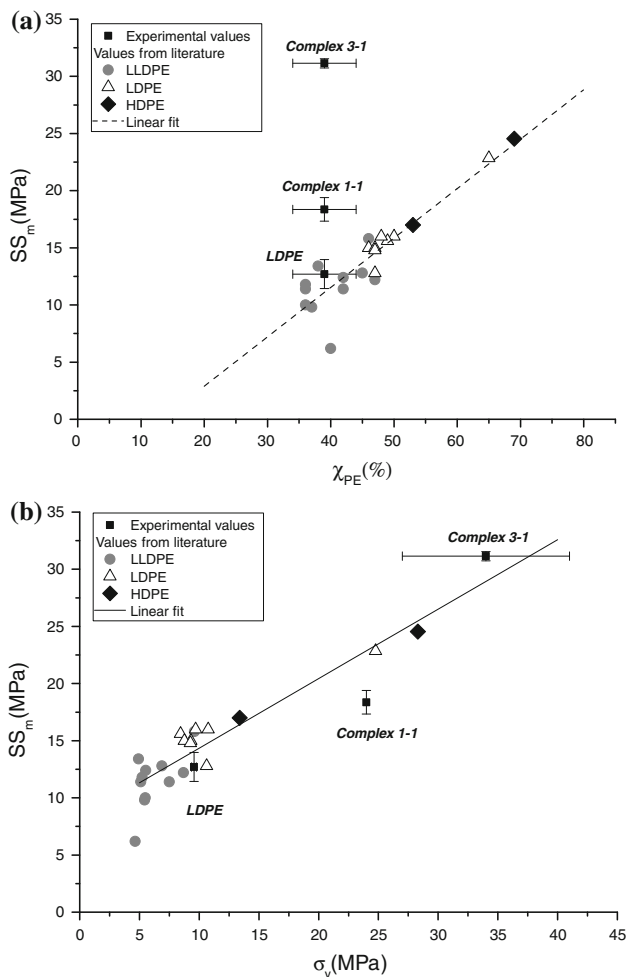 (a)
35
30
25
20
15
10
5
0
SS_m(MPa)
Experimental values
Values from literature
LLDPE
LDPE
HDPE
Linear fit
Complex 3-1
Complex 1-1
LDPE
0 10 20 30 40 50 60 70 80
χ_PE(%)
(b)
35
30
25
20
15
10
5
0
SS_m(MPa)
Experimental values
Values from literature
LLDPE
LDPE
HDPE
Linear fit
Complex 3-1
Complex 1-1
LDPE
0 5 10 15 20 25 30 35 40 45
σ_y(MPa)